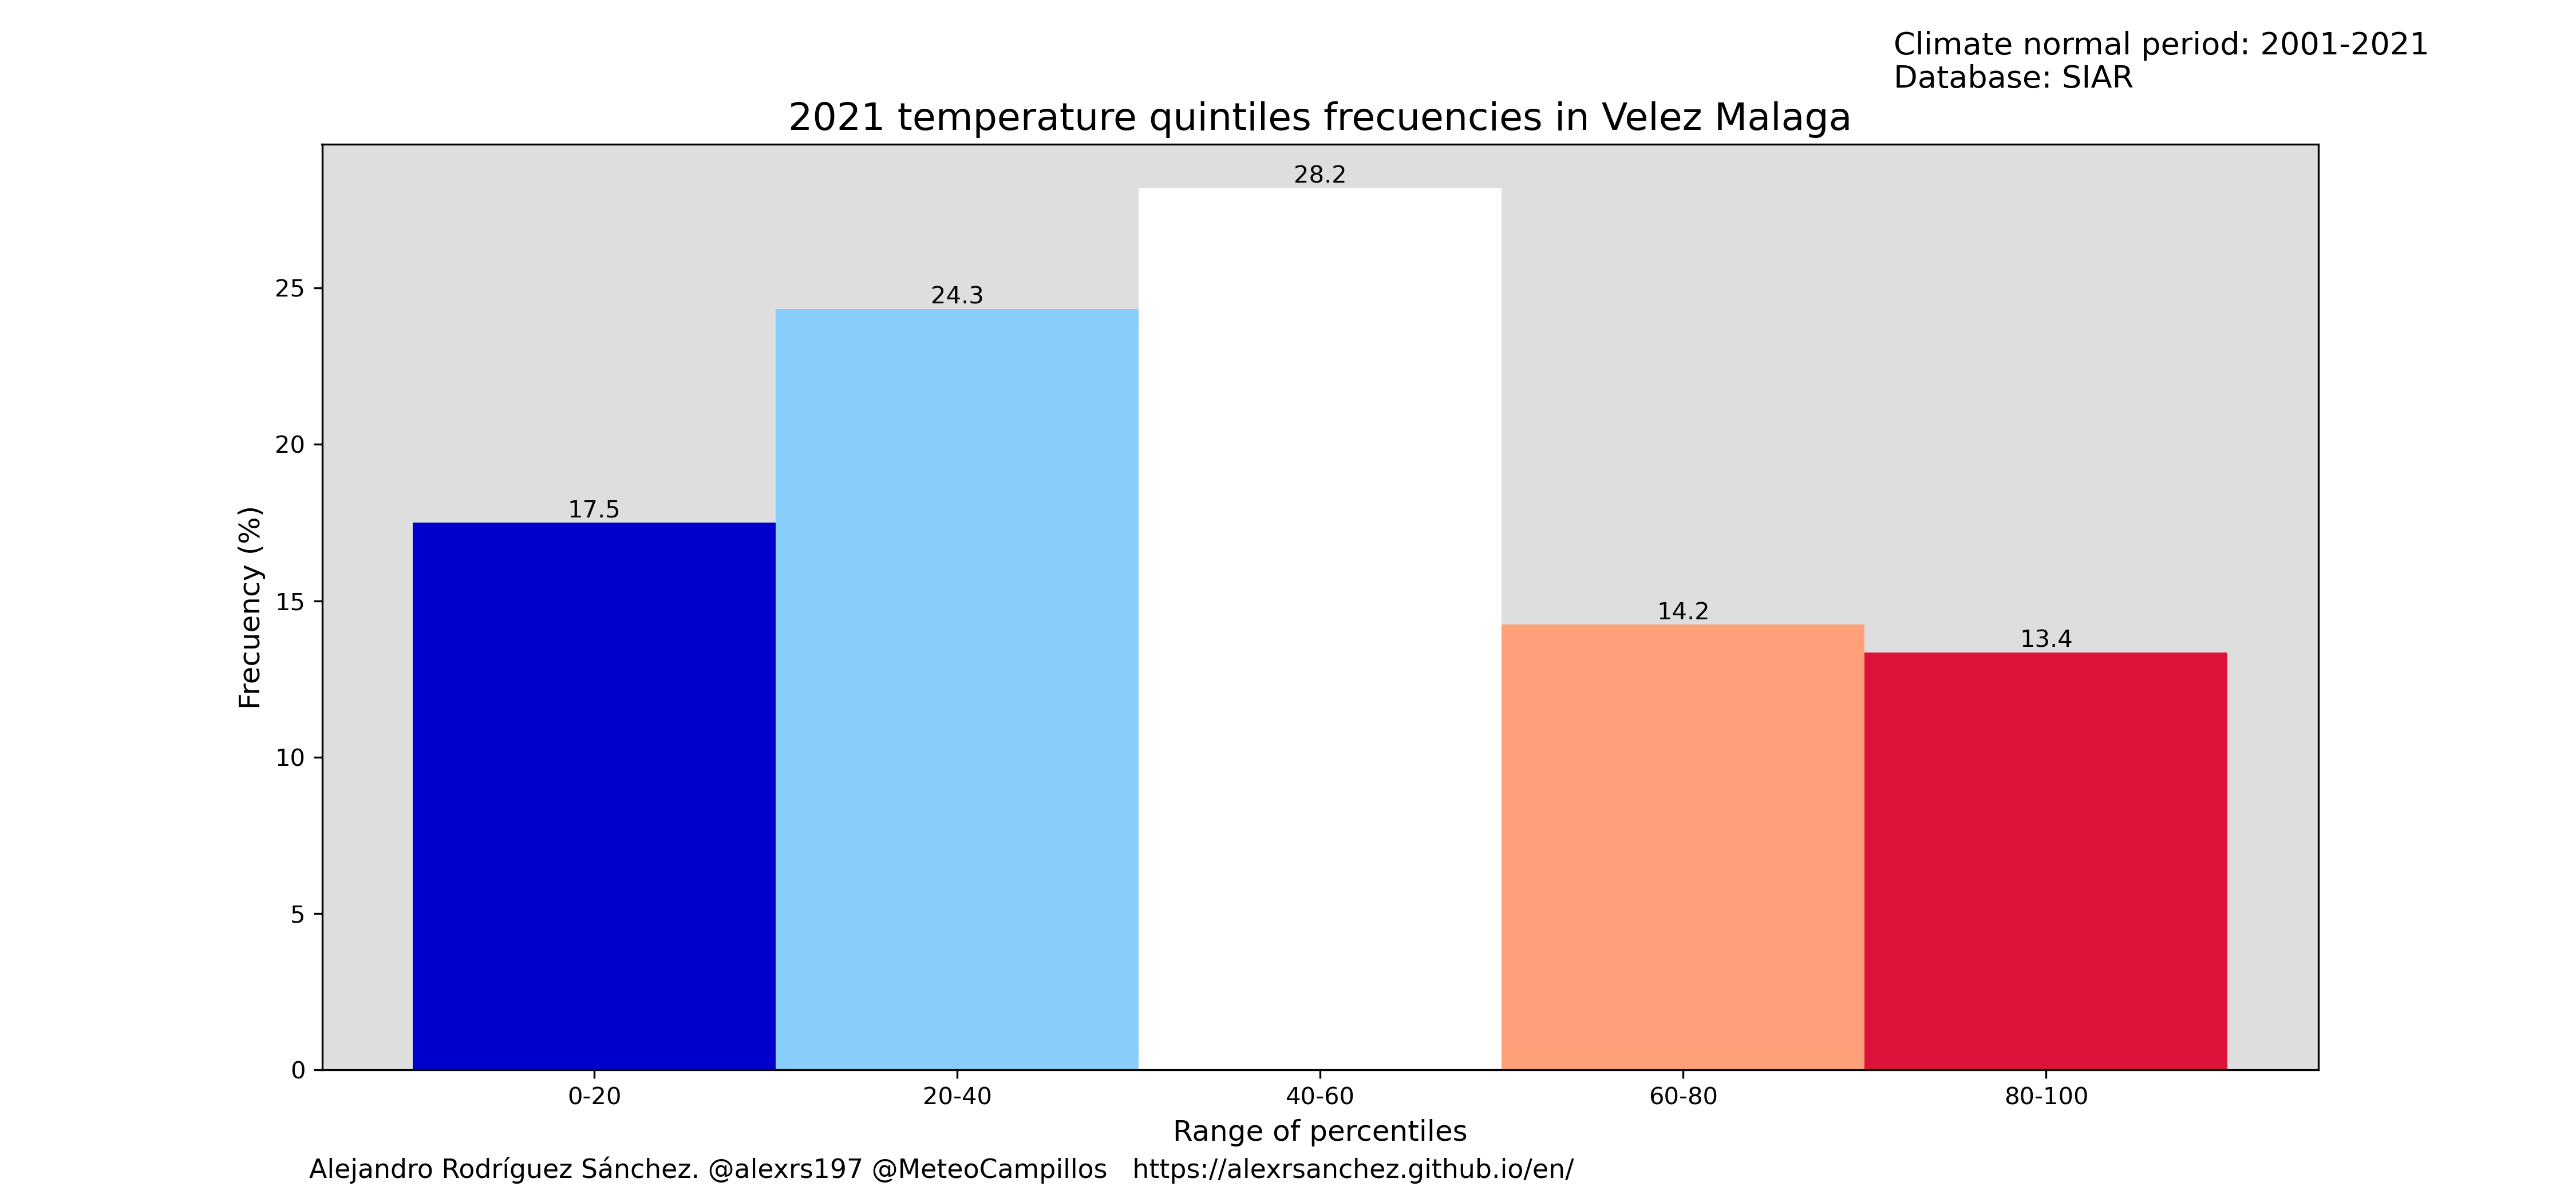 Climate normal period: 2001-2021
Database: SIAR
2021 temperature quintiles frecuencies in Velez Malaga
28.2
24.3
17.5
14.2
13.4
25
20
15
10
5
0
Frecuency (%)
0-20 20-40 40-60 60-80 80-100
Range of percentiles
Alejandro Rodríguez Sánchez. @alexrs197 @MeteoCampillos https://alexrsanchez.github.io/en/